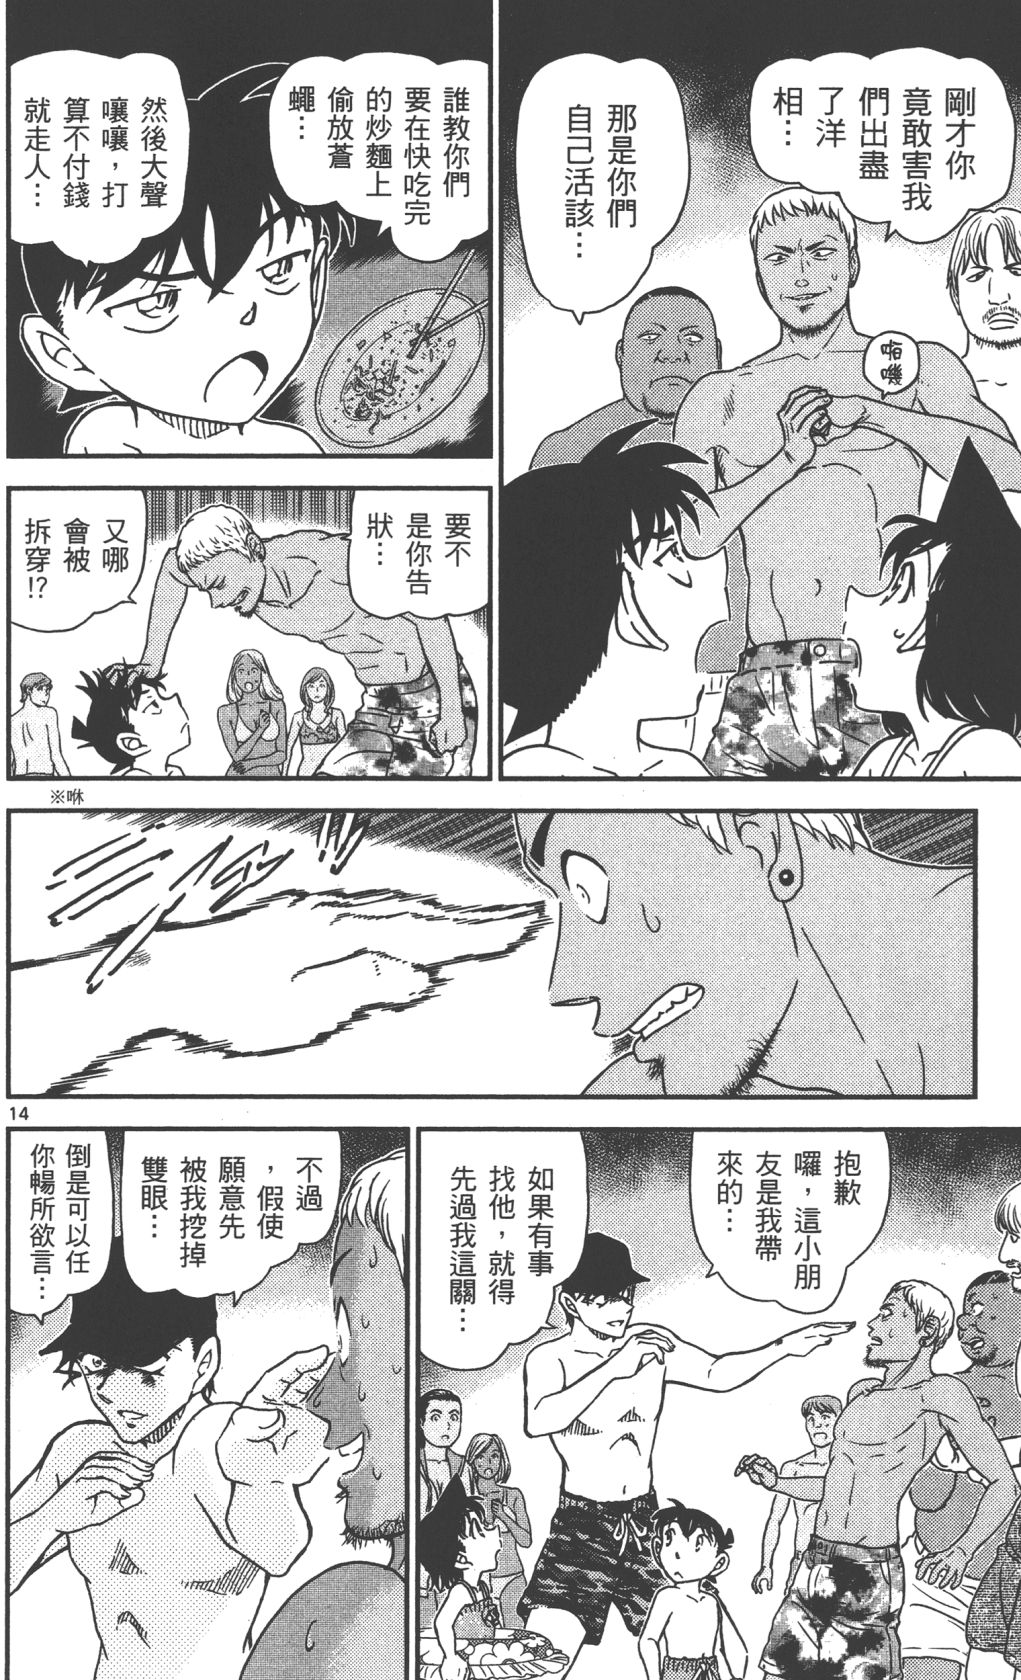 剛才你
竟敢害我
們出盡
了洋
相…
啪嘰
那是你們
自己活該…
誰教你們
要在快吃完
的炒麵上
偷放蒼
蠅…
然後大聲
嚷嚷，打
算不付錢
就走人…
要不
是你告
狀…
又哪
會被
拆穿!?
※咻
14
抱歉
囉，這小朋
友是我帶
來的…
如果有事
找他，就得
先過我這關…
不過
，假使
願意先
被我挖掉
雙眼…
倒是可以任
你暢所欲言…